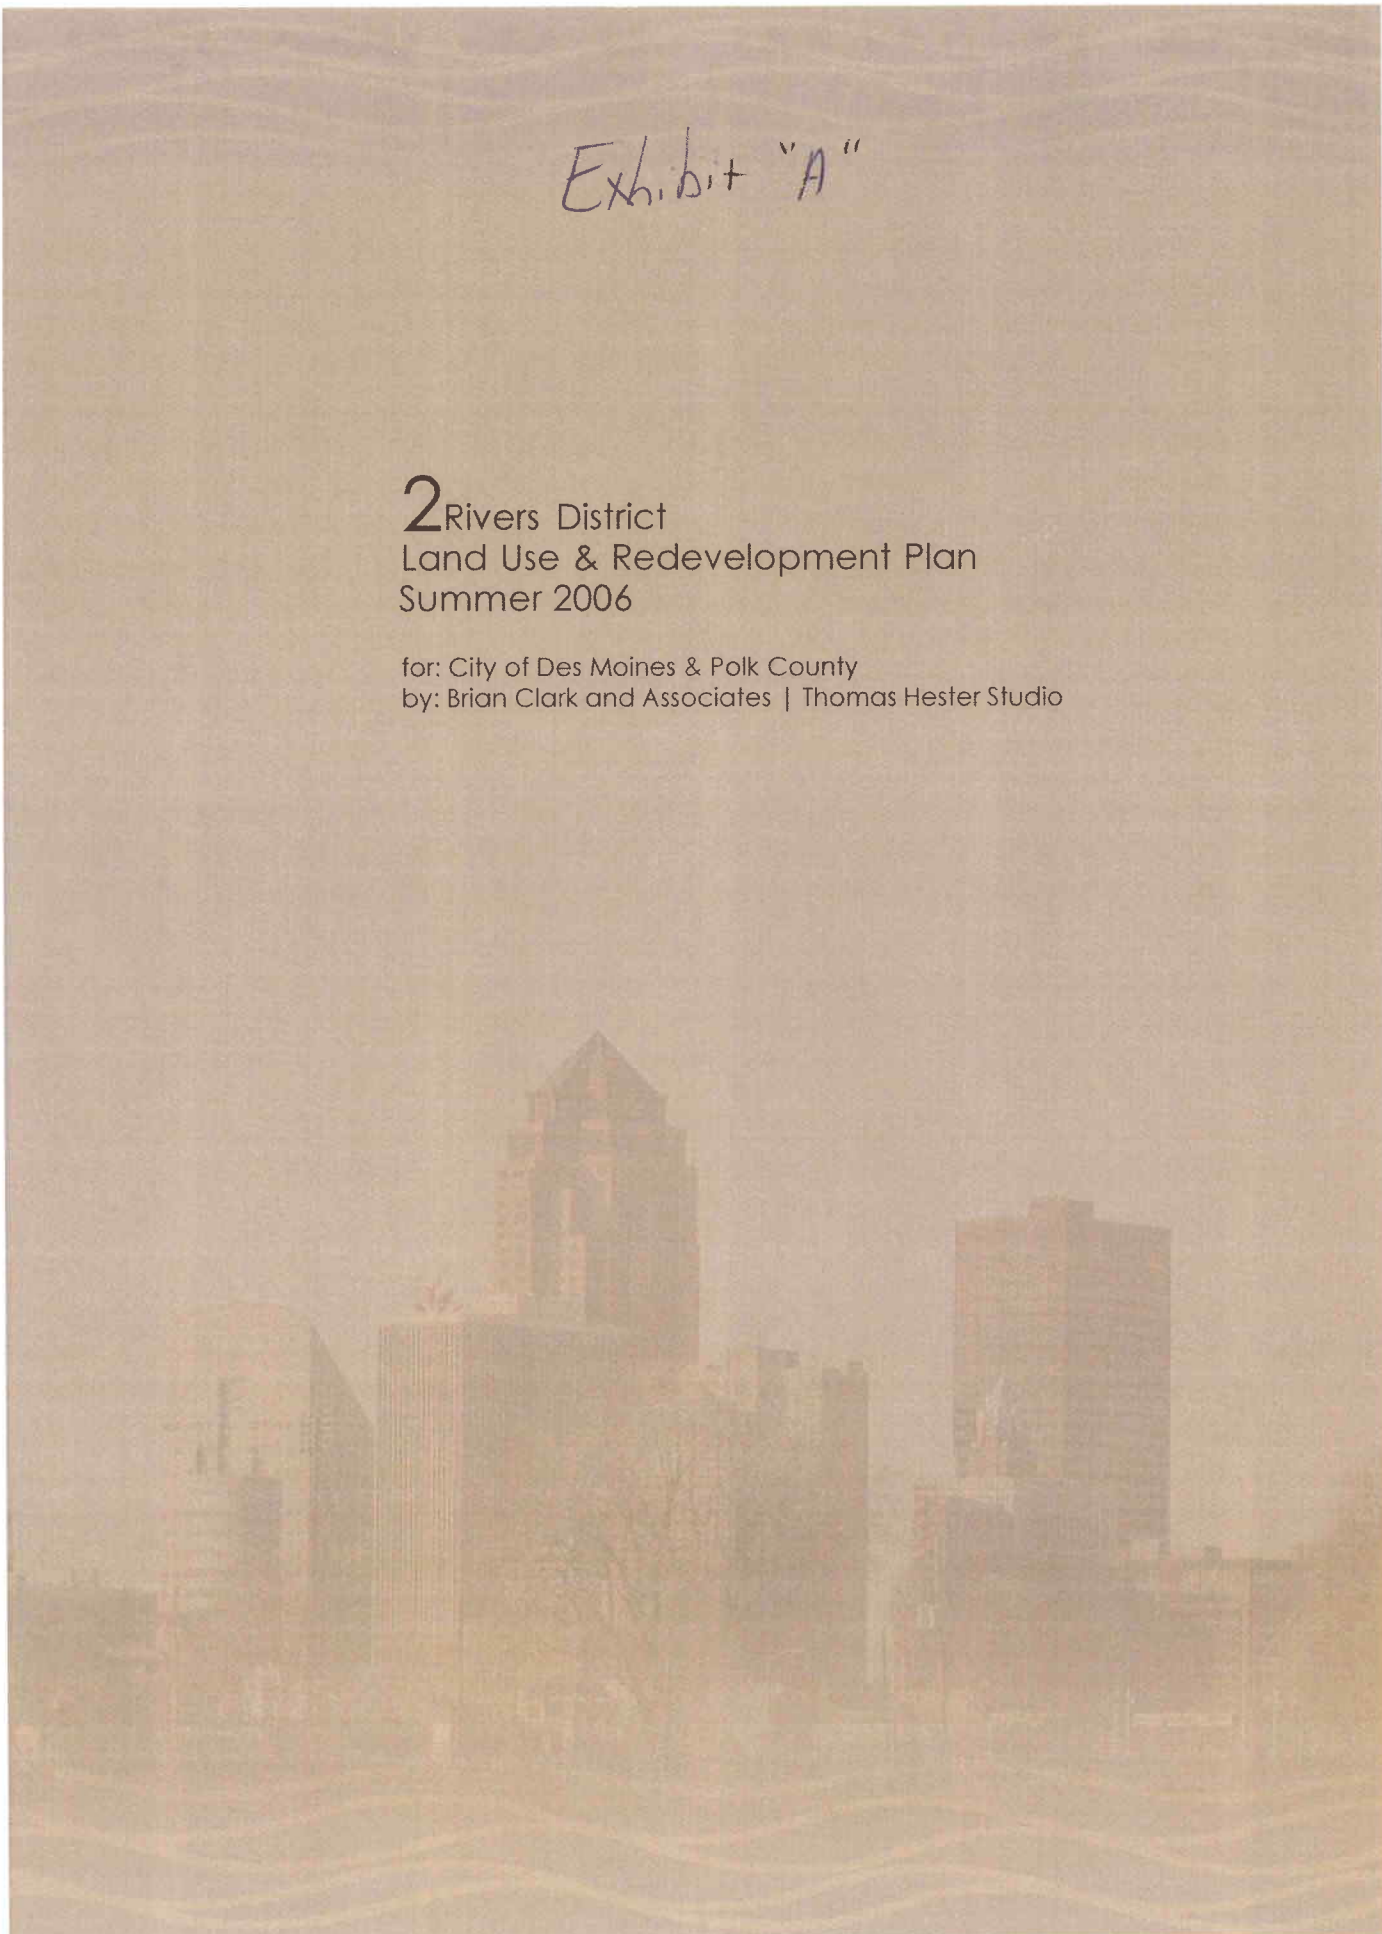 Exhibit "A"
2Rivers District
Land Use & Redevelopment Plan
Summer 2006
for: City of Des Moines & Polk County
by: Brian Clark and Associates | Thomas Hester Studio